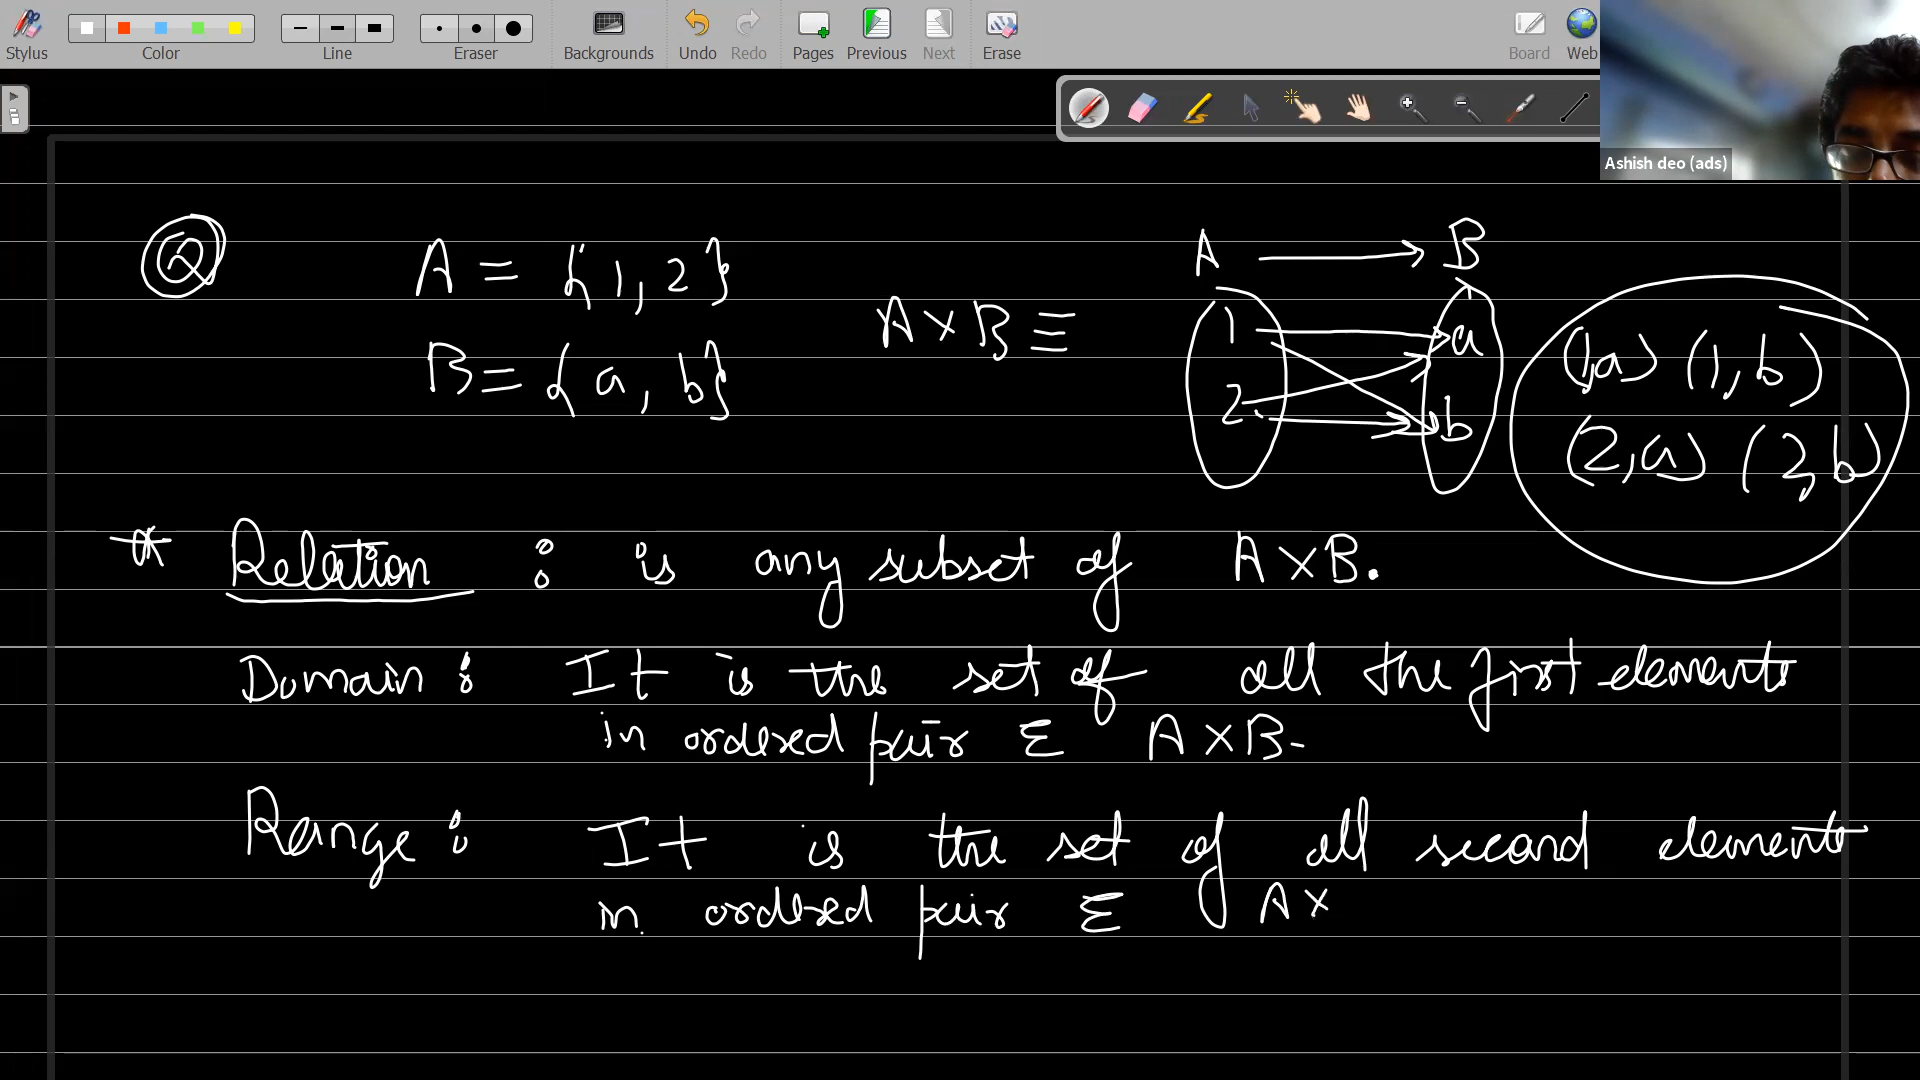 Stylus Color Line Eraser Backgrounds Undo Redo Pages Previous Next Erase Board Web
Ashish deo (ads)
Q A = {1, 2}
B = {a, b}
A × B ≡
A → B
1 a
2 b
(1,a) (1, b)
(2,a) (2, b)
* Relation : is any subset of A × B.
Domain : It is the set of all the first elements
in ordered pair ∈ A × B-
Range : It is the set of all second elements
in ordered pair ∈ A ×